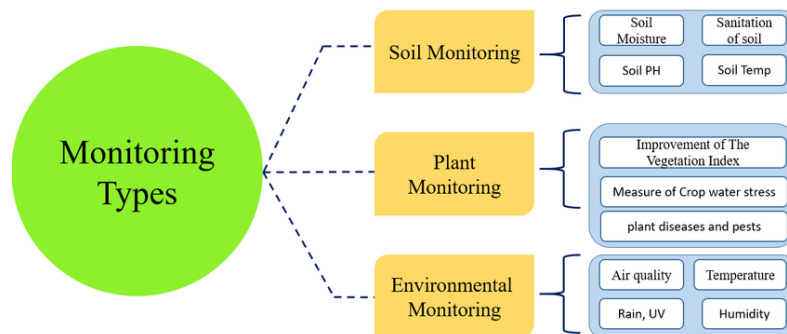 Monitoring
Types
Soil Monitoring
Soil
Moisture
Sanitation
of soil
Soil PH
Soil Temp
Plant
Monitoring
Improvement of The
Vegetation Index
Measure of Crop water stress
plant diseases and pests
Environmental
Monitoring
Air quality
Temperature
Rain, UV
Humidity